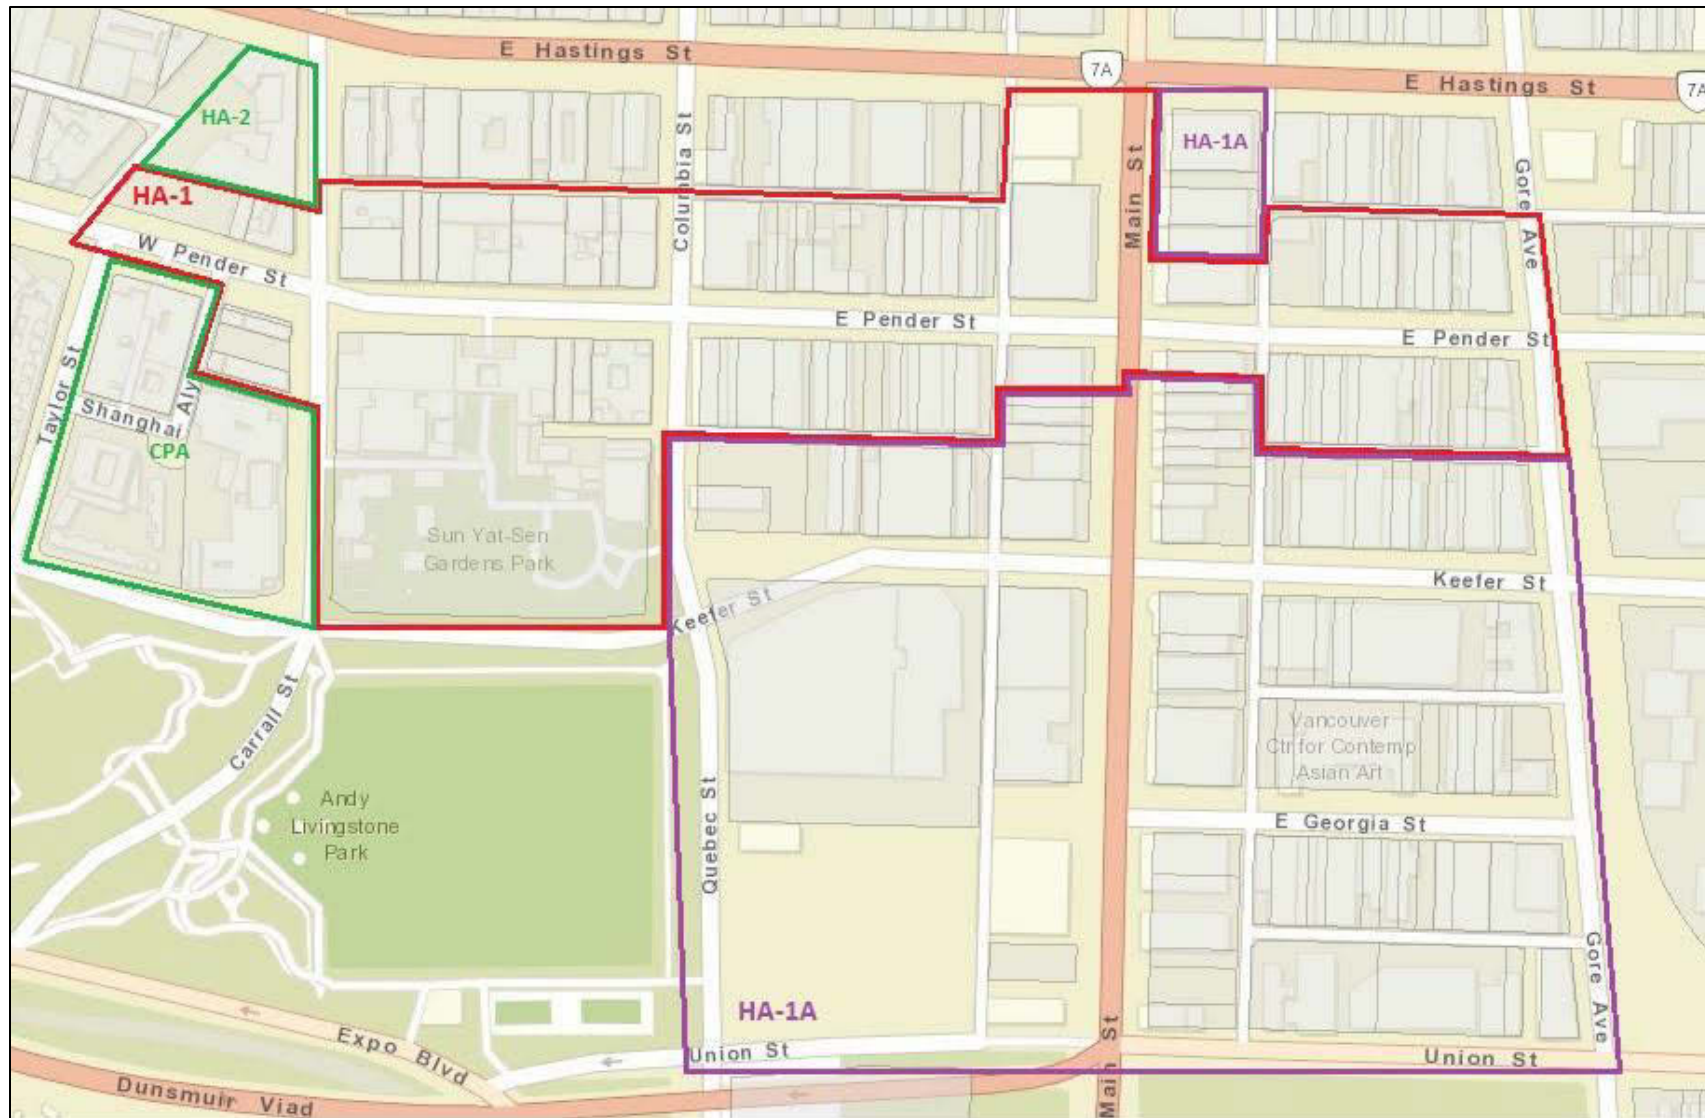 E Hastings St
7A
E Hastings St
7A
HA-2
HA-1A
Columbia St
Main St
Gore Ave
HA-1
W Pender St
E Pender St
E Pender St
Taylor St
Shanghai Aly
CPA
Sun Yat-Sen
Gardens Park
Keefer St
Keefer St
Carrall St
Vancouver
Ctr for Contemp
Asian Art
Quebec St
E Georgia St
Andy
Livingstone
Park
Gore Ave
HA-1A
Expo Blvd
Union St
Main St
Union St
Dunsmuir Viad